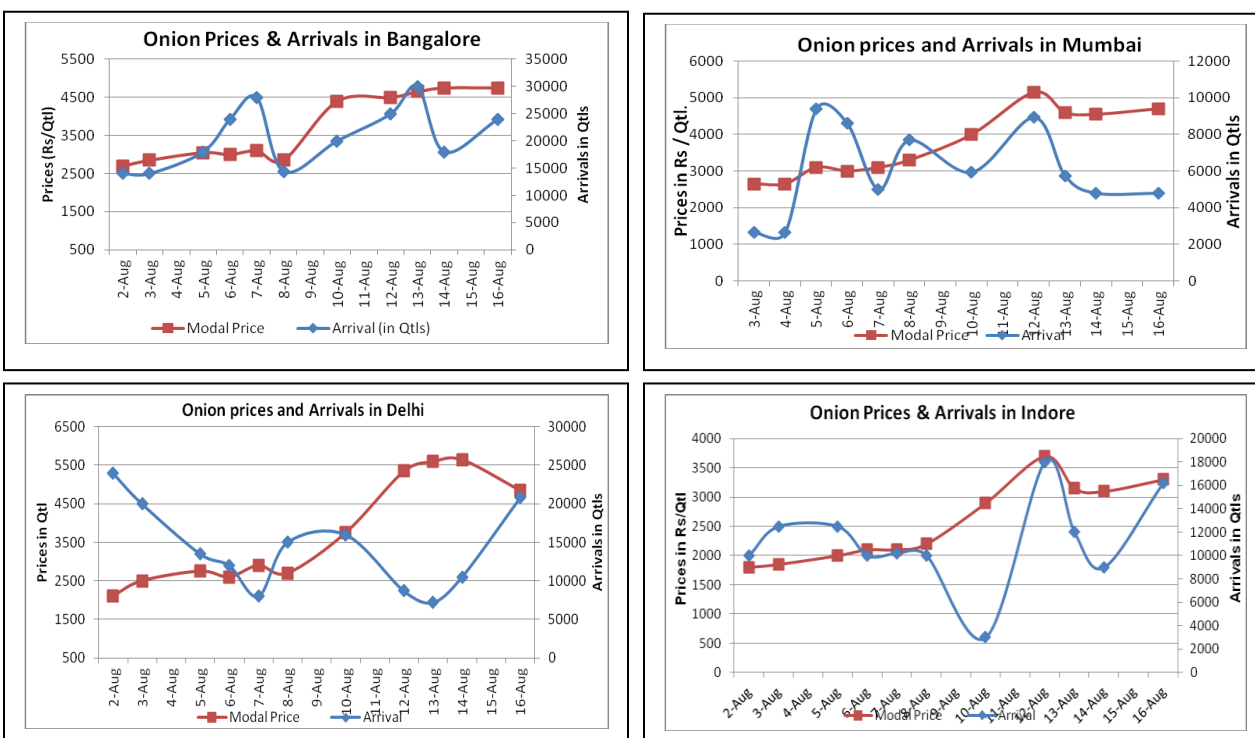 Onion Prices & Arrivals in Bangalore
Prices (Rs/Qtl)
5500
4500
3500
2500
1500
500
35000
30000
25000
20000
15000
10000
5000
0
Arrivals in Qtls
2-Aug
3-Aug
4-Aug
5-Aug
6-Aug
7-Aug
8-Aug
9-Aug
10-Aug
11-Aug
12-Aug
13-Aug
14-Aug
15-Aug
16-Aug
Modal Price
Arrival (in Qtls)
Onion prices and Arrivals in Mumbai
Prices in Rs / Qtl.
6000
5000
4000
3000
2000
1000
0
12000
10000
8000
6000
4000
2000
0
Arrivals in Qtls
3-Aug
4-Aug
5-Aug
6-Aug
7-Aug
8-Aug
9-Aug
10-Aug
11-Aug
12-Aug
13-Aug
14-Aug
15-Aug
16-Aug
Modal Price
Arrival
Onion prices and Arrivals in Delhi
Prices in Qtl
6500
5500
4500
3500
2500
1500
500
30000
25000
20000
15000
10000
5000
0
Arrivals in Qtls
2-Aug
3-Aug
4-Aug
5-Aug
6-Aug
7-Aug
8-Aug
9-Aug
10-Aug
11-Aug
12-Aug
13-Aug
14-Aug
15-Aug
16-Aug
Modal Price
Arrival
Onion Prices & Arrivals in Indore
Prices in Rs/Qtl
4000
3500
3000
2500
2000
1500
1000
500
0
20000
18000
16000
14000
12000
10000
8000
6000
4000
2000
0
Arrivals in Qtls
2-Aug
3-Aug
4-Aug
5-Aug
6-Aug
7-Aug
8-Aug
9-Aug
10-Aug
11-Aug
12-Aug
13-Aug
14-Aug
15-Aug
16-Aug
Modal Price
Arrival